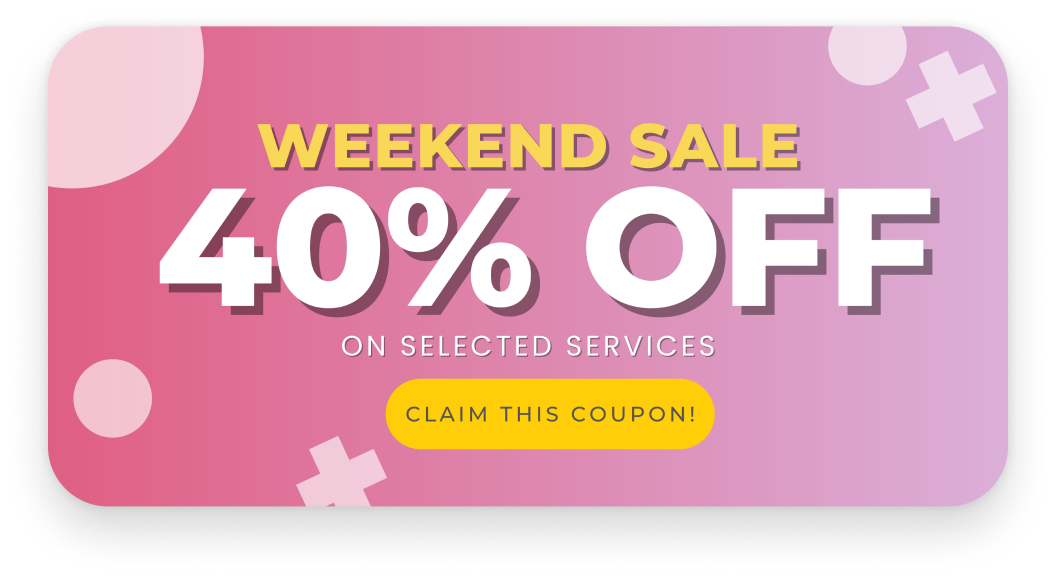 WEEKEND SALE
40% OFF
ON SELECTED SERVICES
CLAIM THIS COUPON!